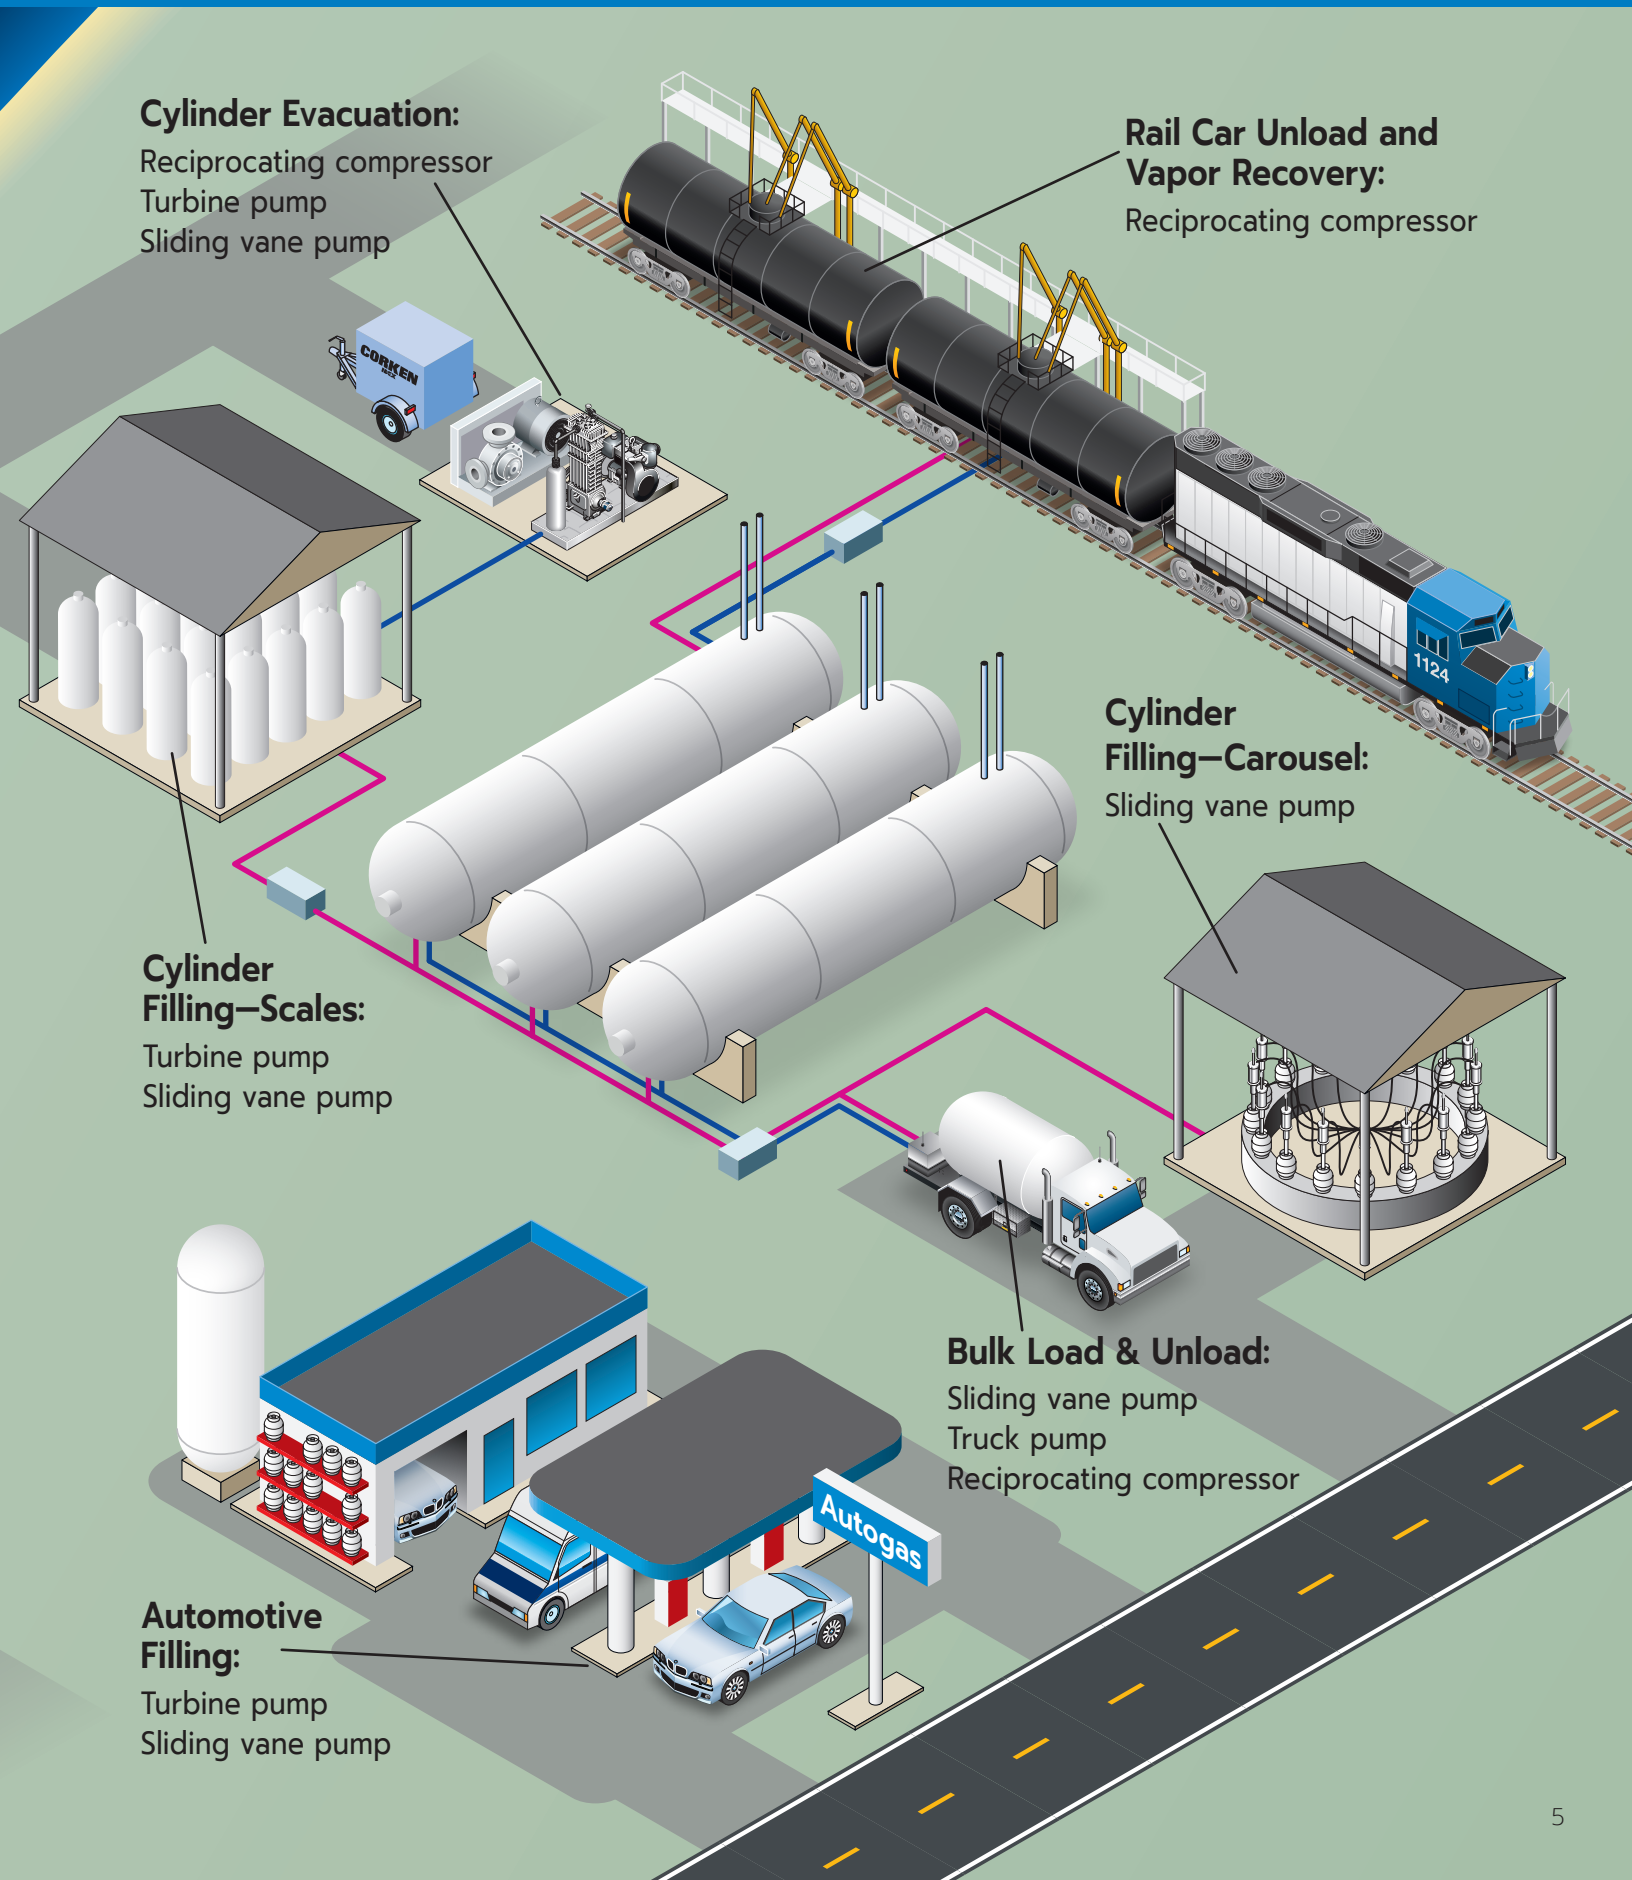 Cylinder Evacuation:
Reciprocating compressor
Turbine pump
Sliding vane pump
Rail Car Unload and
Vapor Recovery:
Reciprocating compressor
CORKEN
1124
Cylinder
Filling—Carousel:
Sliding vane pump
Cylinder
Filling—Scales:
Turbine pump
Sliding vane pump
Bulk Load & Unload:
Sliding vane pump
Truck pump
Reciprocating compressor
Autogas
Automotive
Filling:
Turbine pump
Sliding vane pump
5